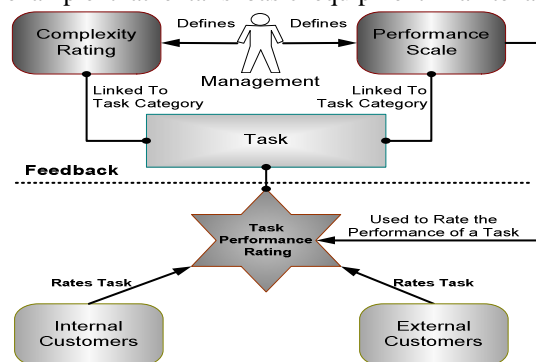 Complexity
Rating
Defines
Defines
Performance
Scale
Management
Linked To
Task Category
Linked To
Task Category
Task
Feedback
Task
Performance
Rating
Used to Rate the
Performance of a Task
Rates Task
Rates Task
Internal
Customers
External
Customers